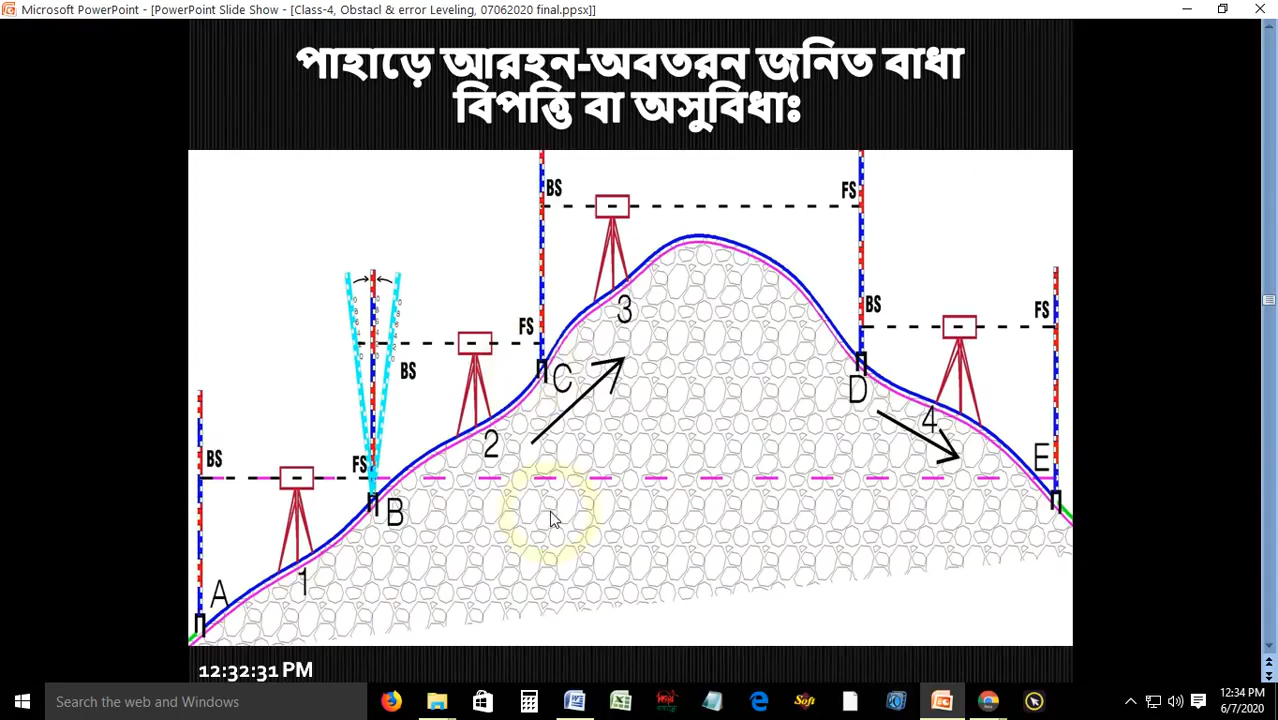 Microsoft PowerPoint - [PowerPoint Slide Show - [Class-4, Obstacl & error Leveling, 07062020 final.ppsx]]
পাহাড়ে আরহন-অবতরন জনিত বাধা
বিপত্তি বা অসুবিধাঃ
BS
FS
FS
BS
FS
BS
FS
BS
3
C
D
2
4
E
BS
FS
B
1
A
12:32:31 PM
Search the web and Windows
Soft
12:34 PM
6/7/2020